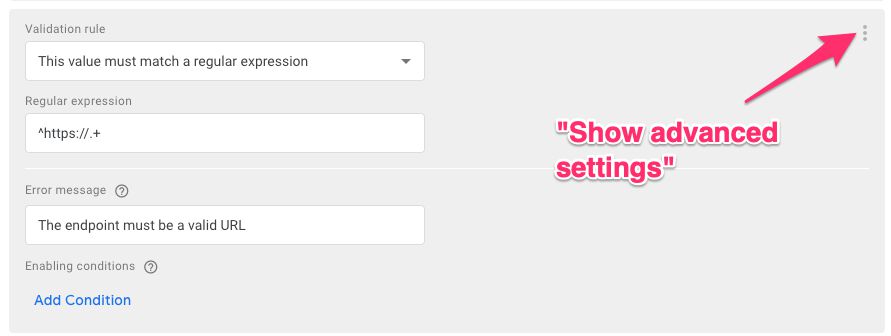 Validation rule
This value must match a regular expression
Regular expression
^https://.+
"Show advanced
settings"
Error message
The endpoint must be a valid URL
Enabling conditions
Add Condition